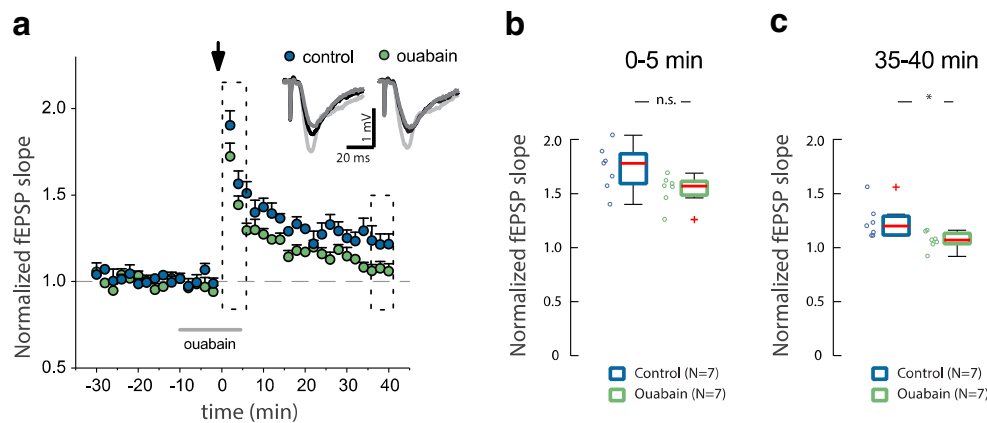 a
control
ouabain
1 mV
20 ms
Normalized fEPSP slope
2.0
1.5
1.0
0.5
ouabain
-30 -20 -10 0 10 20 30 40
time (min)
b
0-5 min
n.s.
Normalized fEPSP slope
2.0
1.5
1.0
1.5
0
Control (N=7)
Ouabain (N=7)
c
35-40 min
*
Normalized fEPSP slope
2.0
1.5
1.0
1.5
0
Control (N=7)
Ouabain (N=7)